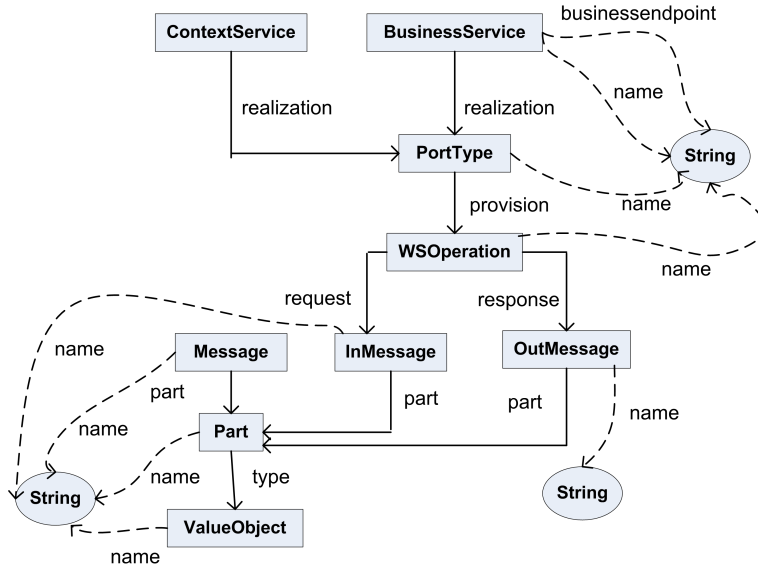 businessendpoint
ContextService
BusinessService
name
realization
realization
String
PortType
name
provision
WSOperation
name
request
response
name
Message
InMessage
OutMessage
part
part
part
name
name
Part
name
type
String
String
ValueObject
name